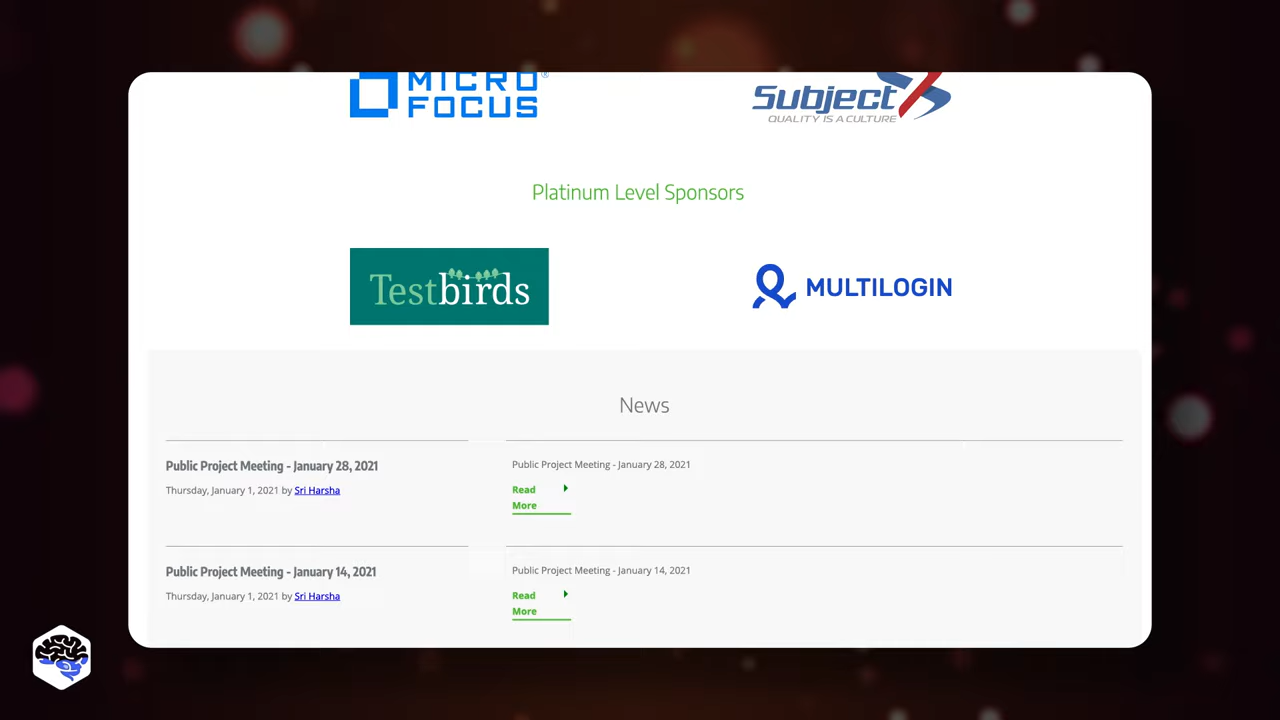 MICRO
FOCUS
®
Subject
QUALITY IS A CULTURE
Platinum Level Sponsors
Testbirds
MULTILOGIN
News
Public Project Meeting - January 28, 2021
Thursday, January 1, 2021 by Sri Harsha
Public Project Meeting - January 28, 2021
Read
More
Public Project Meeting - January 14, 2021
Thursday, January 1, 2021 by Sri Harsha
Public Project Meeting - January 14, 2021
Read
More